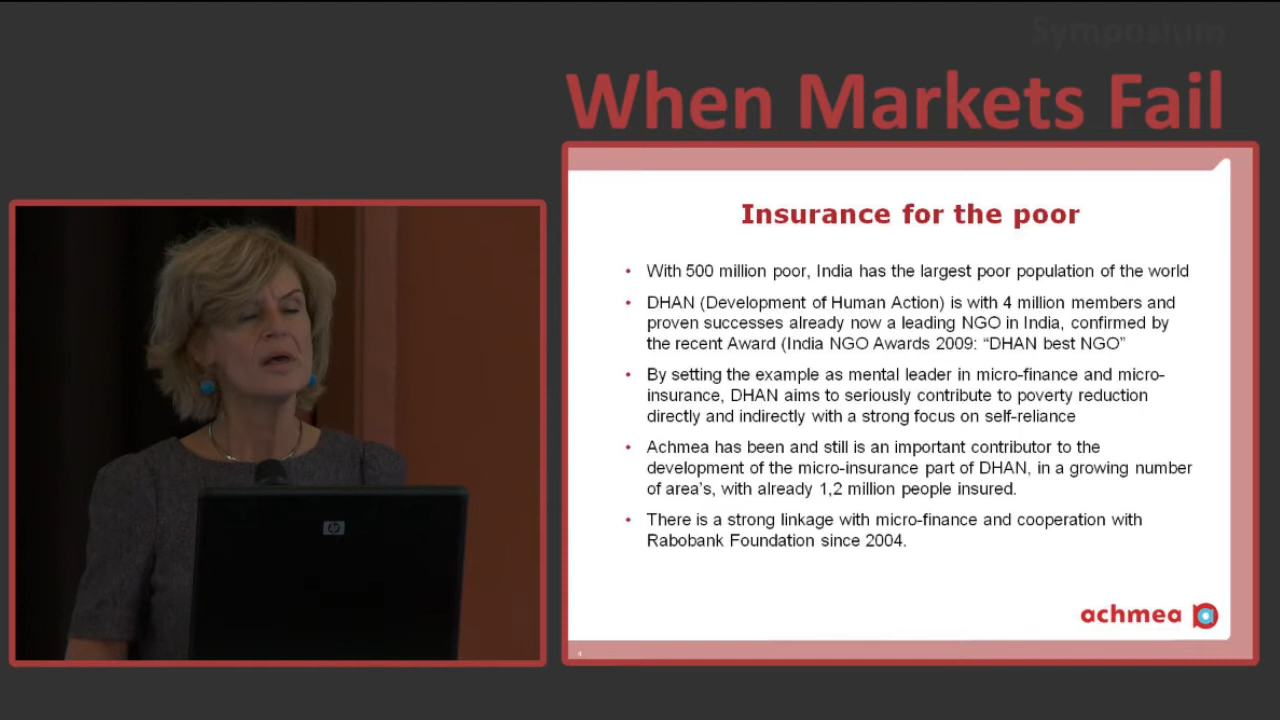 Symposium
When Markets Fail
Insurance for the poor
• With 500 million poor, India has the largest poor population of the world
• DHAN (Development of Human Action) is with 4 million members and
proven successes already now a leading NGO in India, confirmed by
the recent Award (India NGO Awards 2009: “DHAN best NGO”
• By setting the example as mental leader in micro-finance and micro-
insurance, DHAN aims to seriously contribute to poverty reduction
directly and indirectly with a strong focus on self-reliance
• Achmea has been and still is an important contributor to the
development of the micro-insurance part of DHAN, in a growing number
of area’s, with already 1,2 million people insured.
• There is a strong linkage with micro-finance and cooperation with
Rabobank Foundation since 2004.
achmea
4
hp